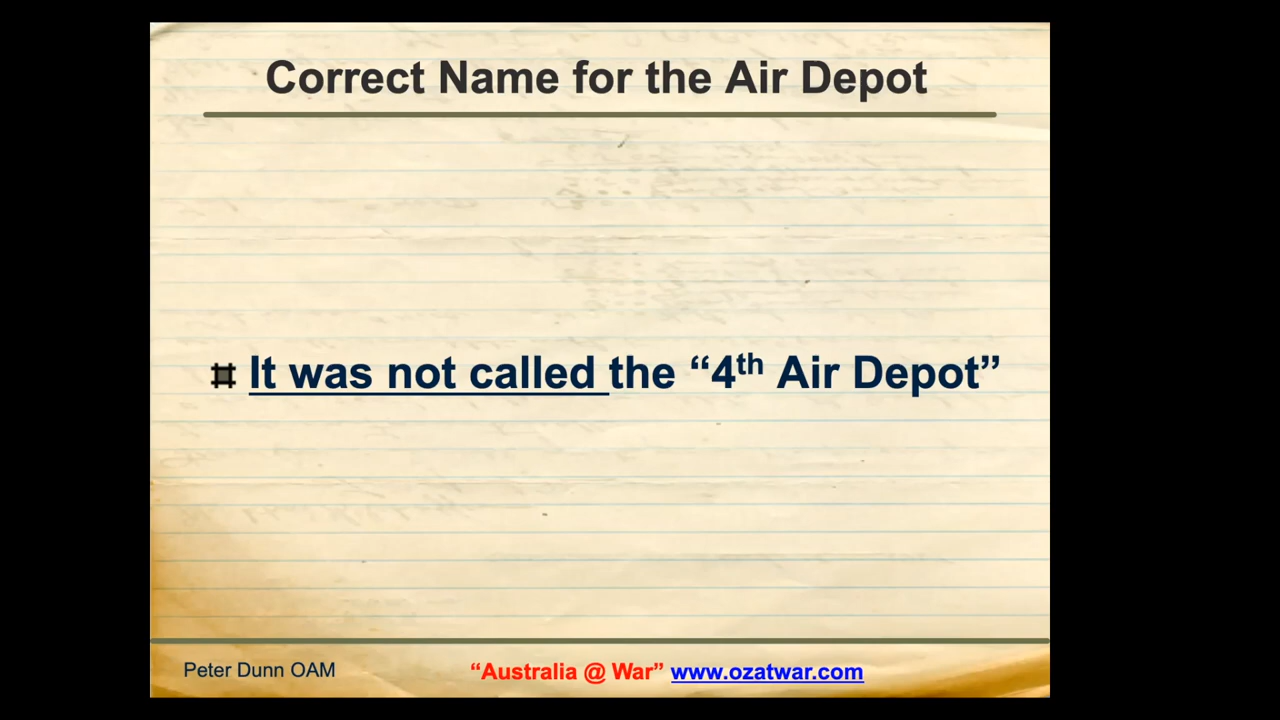 Correct Name for the Air Depot
It was not called the “4th Air Depot”
Peter Dunn OAM
“Australia @ War” www.ozatwar.com